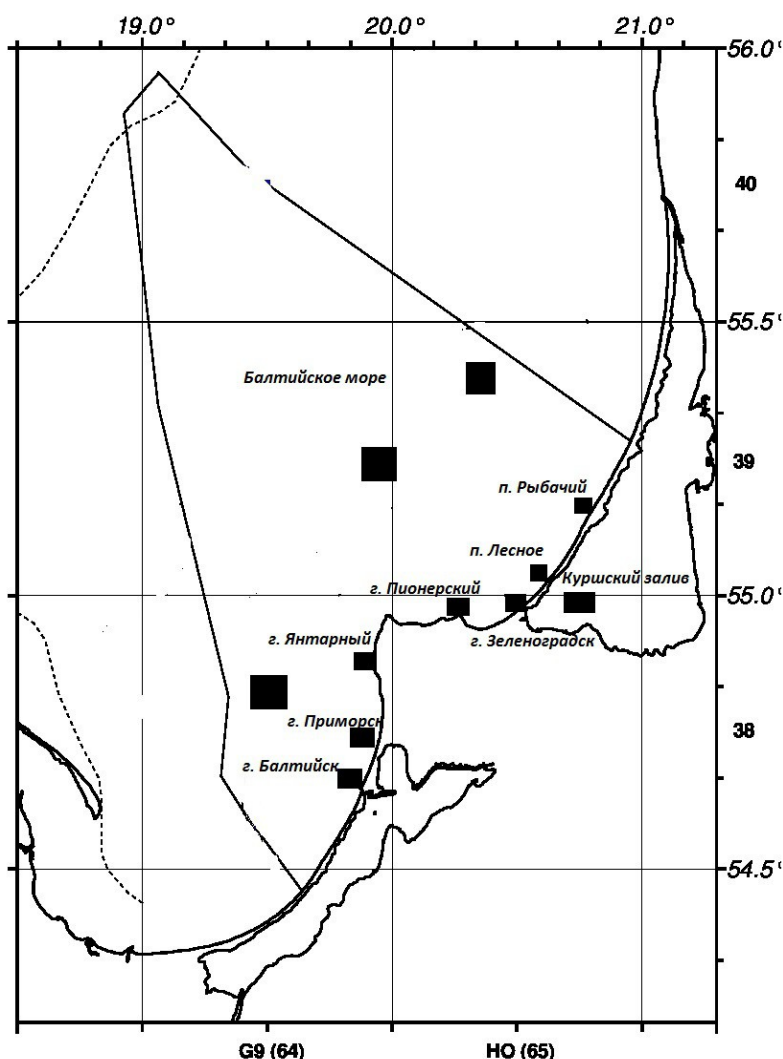 19.0° 20.0° 21.0°
56.0°
40
55.5°
Балтийское море
39
п. Рыбачий
п. Лесное
Куршский залив
г. Пионерский
55.0°
г. Зеленоградск
г. Янтарный
г. Приморск
38
г. Балтийск
54.5°
G9 (64) HO (65)